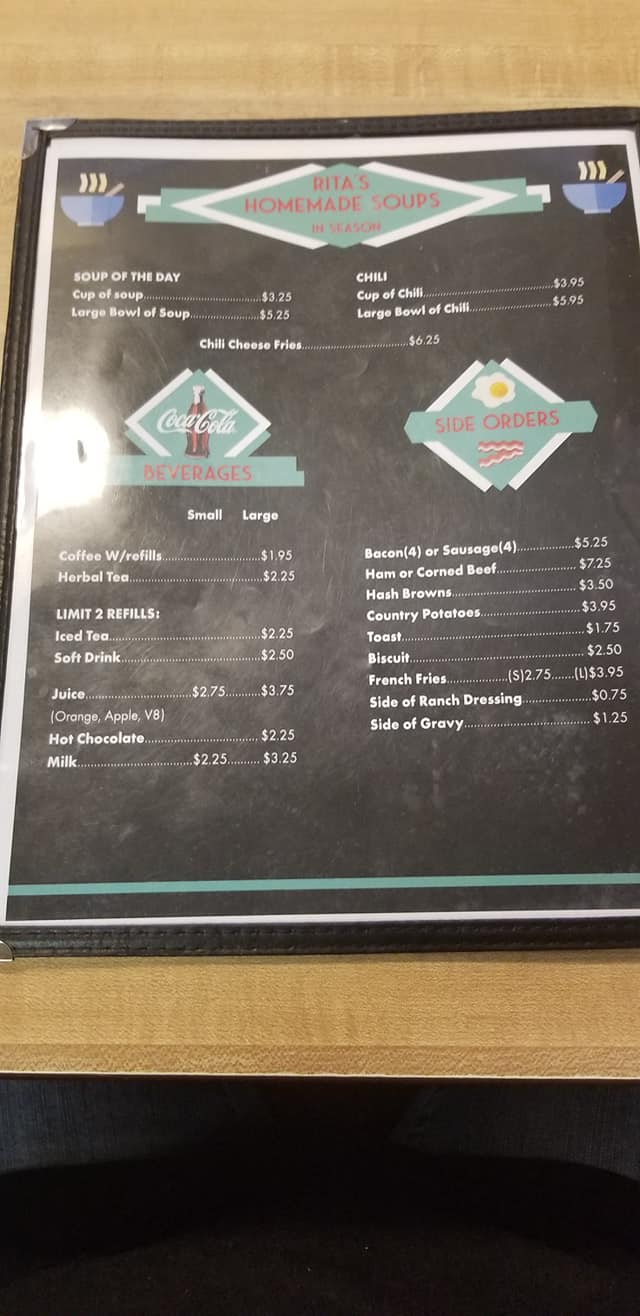 RITA'S
HOMEMADE SOUPS
IN SEASON
SOUP OF THE DAY
Cup of soup.....$3.25
Large Bowl of Soup.....$5.25
CHILI
Cup of Chili.....$3.95
Large Bowl of Chili.....$5.95
Chili Cheese Fries.....$6.25
Coca-Cola
BEVERAGES
Small Large
Coffee W/refills.....$1.95
Herbal Tea.....$2.25
LIMIT 2 REFILLS:
Iced Tea.....$2.25
Soft Drink.....$2.50
Juice.....$2.75.....$3.75
(Orange, Apple, V8)
Hot Chocolate.....$2.25
Milk.....$2.25.....$3.25
SIDE ORDERS
Bacon(4) or Sausage(4).....$5.25
Ham or Corned Beef.....$7.25
Hash Browns.....$3.50
Country Potatoes.....$3.95
Toast.....$1.75
Biscuit.....$2.50
French Fries.....(S)2.75.....(L)$3.95
Side of Ranch Dressing.....$0.75
Side of Gravy.....$1.25